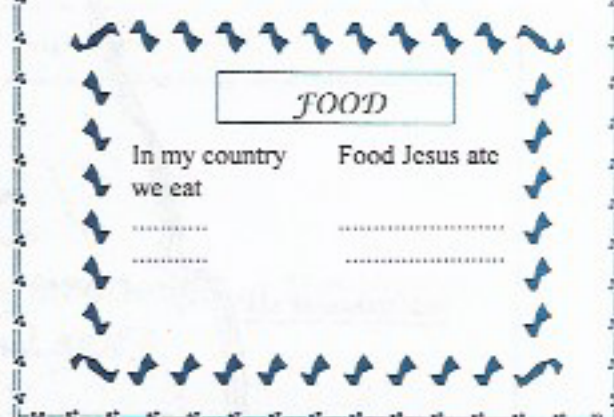 FOOD
In my country Food Jesus ate
we eat
........... .........................
........... ........................